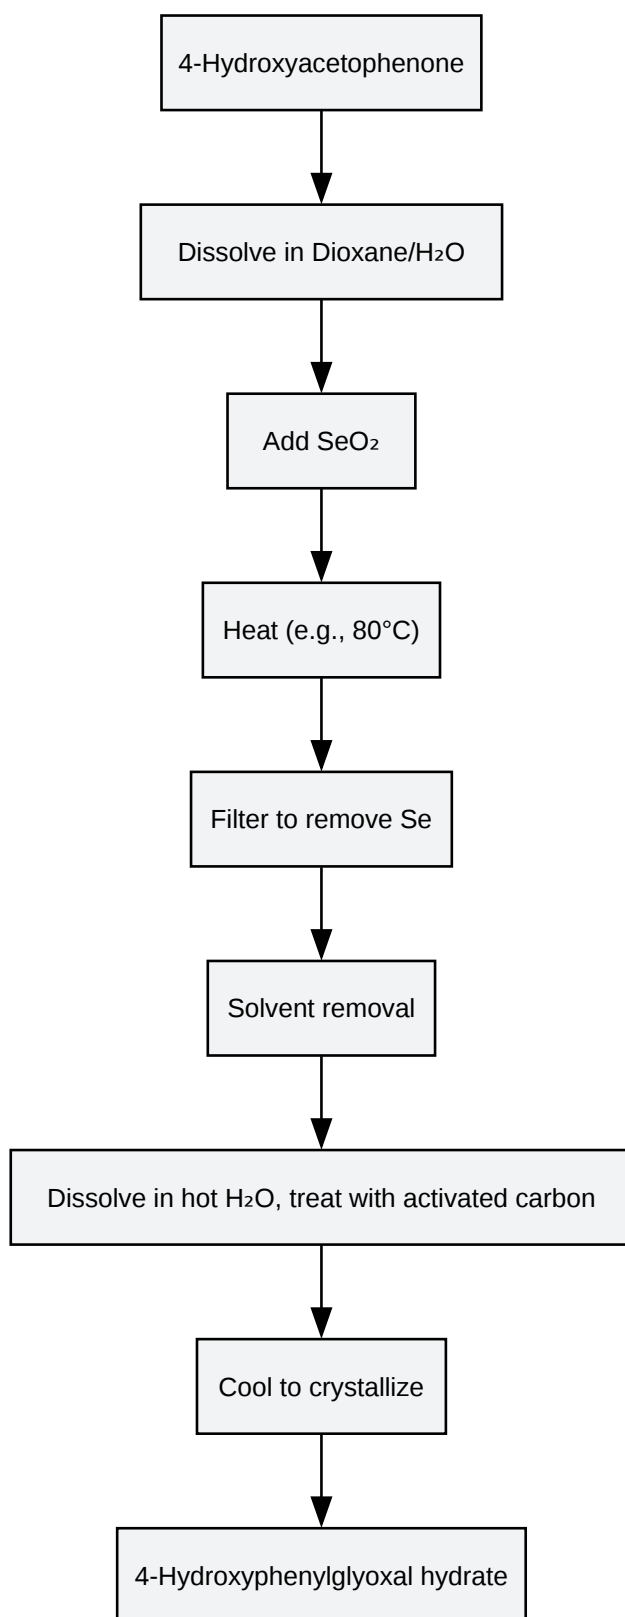 4-Hydroxyacetophenone
Dissolve in Dioxane/H₂O
Add SeO₂
Heat (e.g., 80°C)
Filter to remove Se
Solvent removal
Dissolve in hot H₂O, treat with activated carbon
Cool to crystallize
4-Hydroxyphenylglyoxal hydrate